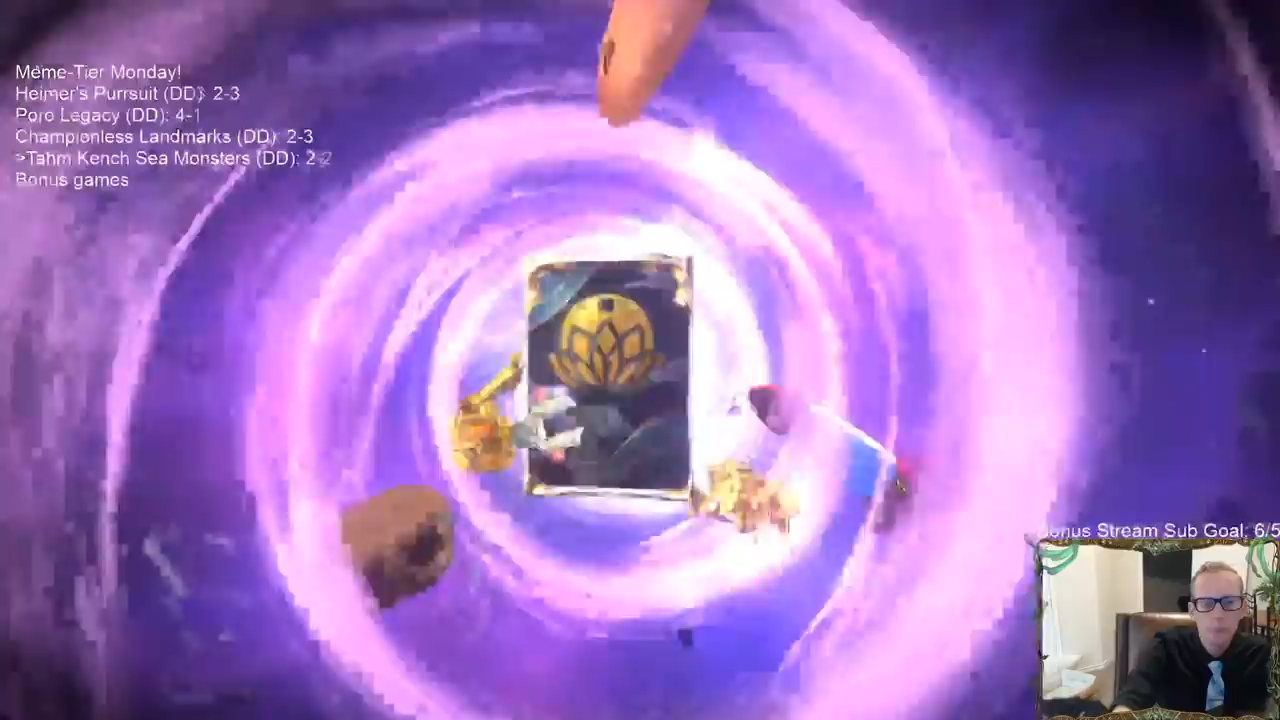 Meme-Tier Monday!
Heimer's Purrsuit (DD): 2-3
Poro Legacy (DD): 4-1
Championless Landmarks (DD): 2-3
>Tahm Kench Sea Monsters (DD): 2-2
Bonus games
Bonus Stream Sub Goal: 6/5